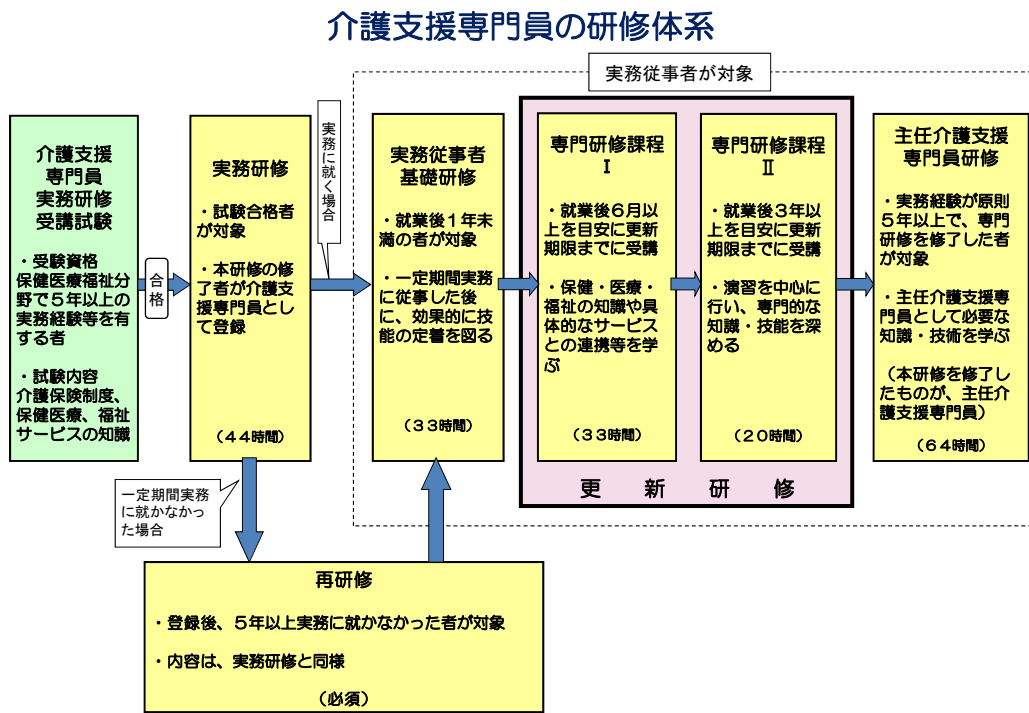 介護支援専門員の研修体系
実務従事者が対象
介護支援
専門員
実務研修
受講試験
・受験資格
保健医療福祉分
野で５年以上の
実務経験等を有
する者
・試験内容
介護保険制度、
保健医療、福祉
サービスの知識
合格
実務研修
・試験合格者
が対象
・本研修の修
了者が介護支
援専門員とし
て登録
（４４時間）
実務に就く場合
実務従事者
基礎研修
・就業後１年未
満の者が対象
・一定期間実務
に従事した後
に、効果的に技
能の定着を図る
（３３時間）
専門研修課程
Ⅰ
・就業後６月以
上を目安に更新
期限までに受講
・保健・医療・
福祉の知識や具
体的なサービス
との連携等を学
ぶ
（３３時間）
専門研修課程
Ⅱ
・就業後３年以
上を目安に更新
期限までに受講
・演習を中心に
行い、専門的な
知識・技能を深
める
（２０時間）
更 新 研 修
主任介護支援
専門員研修
・実務経験が原則
５年以上で、専門
研修を修了した者
が対象
・主任介護支援専
門員として必要な
知識・技術を学ぶ
（本研修を修了し
たものが、主任介
護支援専門員）
（64時間）
一定期間実務
に就かなかっ
た場合
再研修
・登録後、５年以上実務に就かなかった者が対象
・内容は、実務研修と同様
（必須）